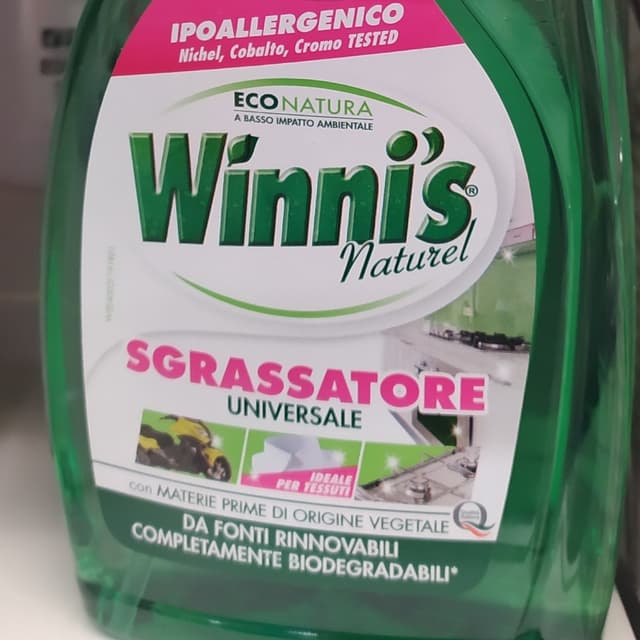 IPOALLERGENICO
Nichel, Cobalto, Cromo TESTED
ECONATURA
A BASSO IMPATTO AMBIENTALE
Winni's®
Naturel
SGRASSATORE
UNIVERSALE
IDEALE
PER TESSUTI
con MATERIE PRIME DI ORIGINE VEGETALE
DA FONTI RINNOVABILI
COMPLETAMENTE BIODEGRADABILI*